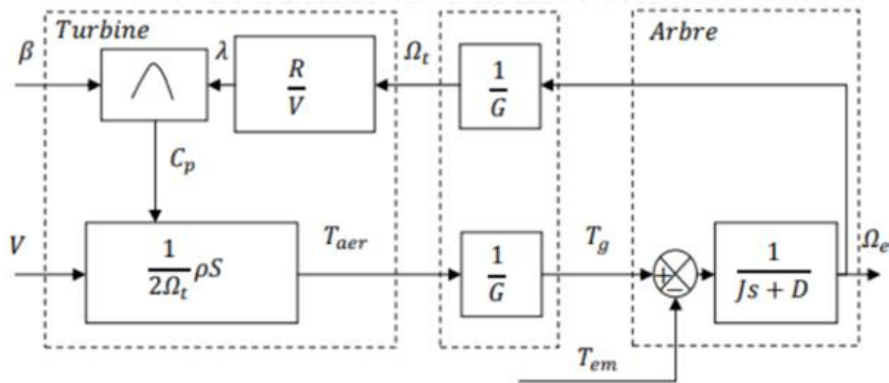 Turbine
Arbre
β
λ
R/V
Ω_t
1/G
C_p
V
1/(2Ω_t) ρS
T_aer
1/G
T_g
+
−
1/(Js + D)
Ω_e
T_em